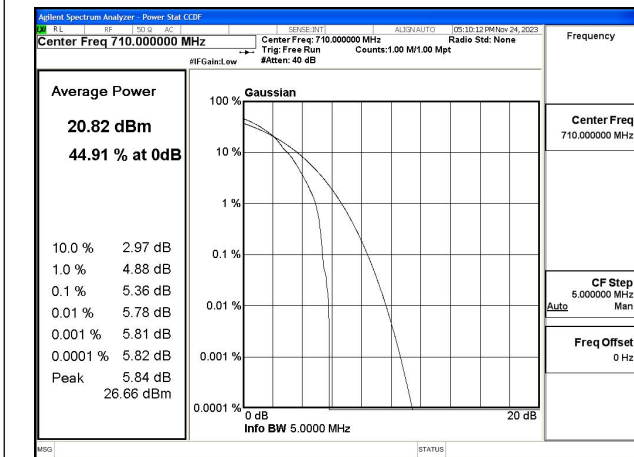 Agilent Spectrum Analyzer - Power Stat CCDF
RL RF 50 Ω AC SENSE:INT ALIGN AUTO 05:10:12 PM Nov 24, 2023
Center Freq 710.000000 MHz
Center Freq: 710.000000 MHz Radio Std: None
Trig: Free Run Counts:1.00 M/1.00 Mpt
#IFGain:Low #Atten: 40 dB
Frequency
Average Power
20.82 dBm
44.91 % at 0dB
10.0 % 2.97 dB
1.0 % 4.88 dB
0.1 % 5.36 dB
0.01 % 5.78 dB
0.001 % 5.81 dB
0.0001 % 5.82 dB
Peak 5.84 dB
26.66 dBm
100 % Gaussian
10 %
1 %
0.1 %
0.01 %
0.001 %
0.0001 %
0 dB 20 dB
Info BW 5.0000 MHz
Center Freq
710.000000 MHz
CF Step
5.000000 MHz
Auto Man
Freq Offset
0 Hz
MSG STATUS